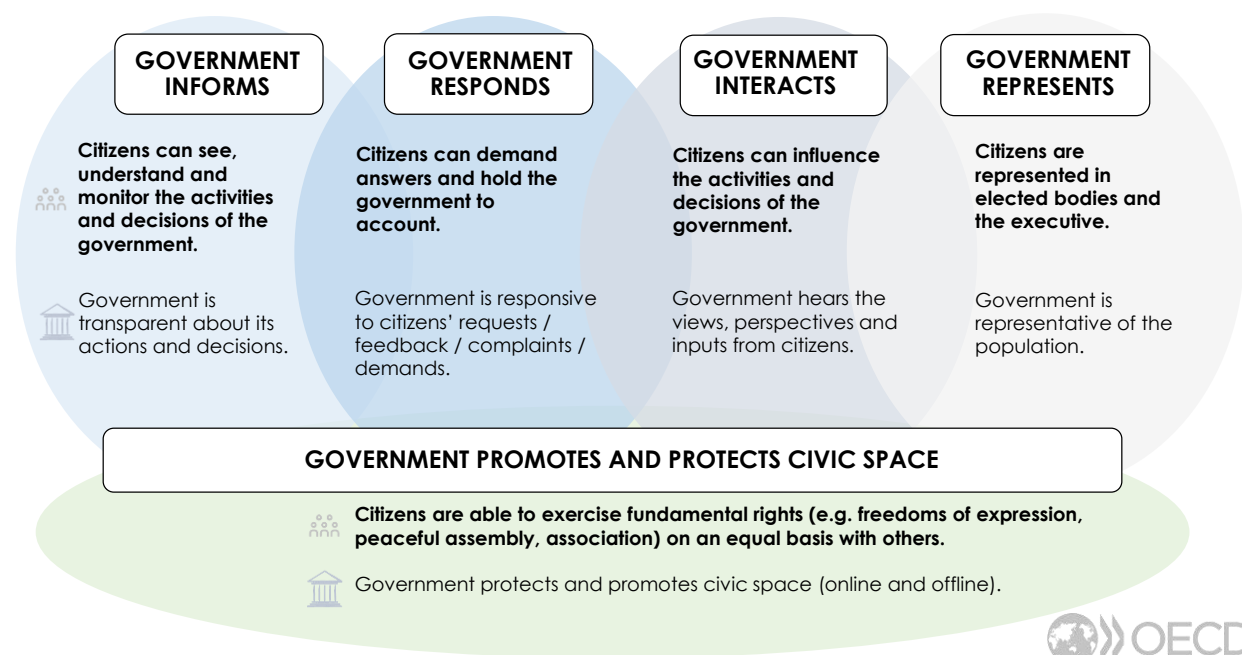 GOVERNMENT
INFORMS
GOVERNMENT
RESPONDS
GOVERNMENT
INTERACTS
GOVERNMENT
REPRESENTS
Citizens can see,
understand and
monitor the activities
and decisions of the
government.
Citizens can demand
answers and hold the
government to
account.
Citizens can influence
the activities and
decisions of the
government.
Citizens are
represented in
elected bodies and
the executive.
Government is
transparent about its
actions and decisions.
Government is responsive
to citizens’ requests /
feedback / complaints /
demands.
Government hears the
views, perspectives and
inputs from citizens.
Government is
representative of the
population.
GOVERNMENT PROMOTES AND PROTECTS CIVIC SPACE
Citizens are able to exercise fundamental rights (e.g. freedoms of expression,
peaceful assembly, association) on an equal basis with others.
Government protects and promotes civic space (online and offline).
OECD